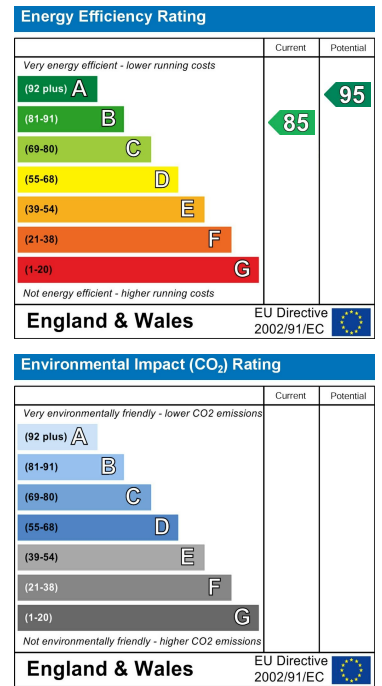 Energy Efficiency Rating
Current Potential
Very energy efficient - lower running costs
(92 plus) A
95
(81-91) B
85
(69-80) C
(55-68) D
(39-54) E
(21-38) F
(1-20) G
Not energy efficient - higher running costs
England & Wales
EU Directive
2002/91/EC
Environmental Impact (CO₂) Rating
Current Potential
Very environmentally friendly - lower CO2 emissions
(92 plus) A
(81-91) B
(69-80) C
(55-68) D
(39-54) E
(21-38) F
(1-20) G
Not environmentally friendly - higher CO2 emissions
England & Wales
EU Directive
2002/91/EC